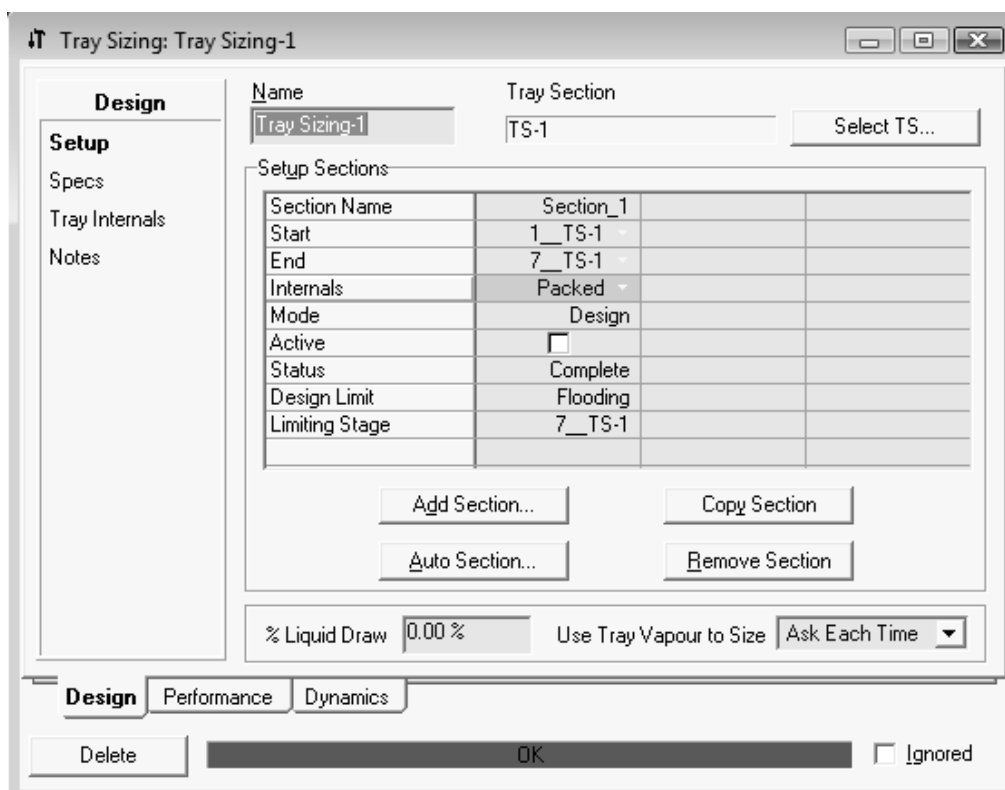 Tray Sizing: Tray Sizing-1
Design
Setup
Specs
Tray Internals
Notes
Name
Tray Sizing-1
Tray Section
TS-1
Select TS...
Setup Sections
Section Name Section_1
Start 1__TS-1
End 7__TS-1
Internals Packed
Mode Design
Active
Status Complete
Design Limit Flooding
Limiting Stage 7__TS-1
Add Section... Copy Section
Auto Section... Remove Section
% Liquid Draw 0.00 % Use Tray Vapour to Size Ask Each Time
Design Performance Dynamics
Delete OK Ignored